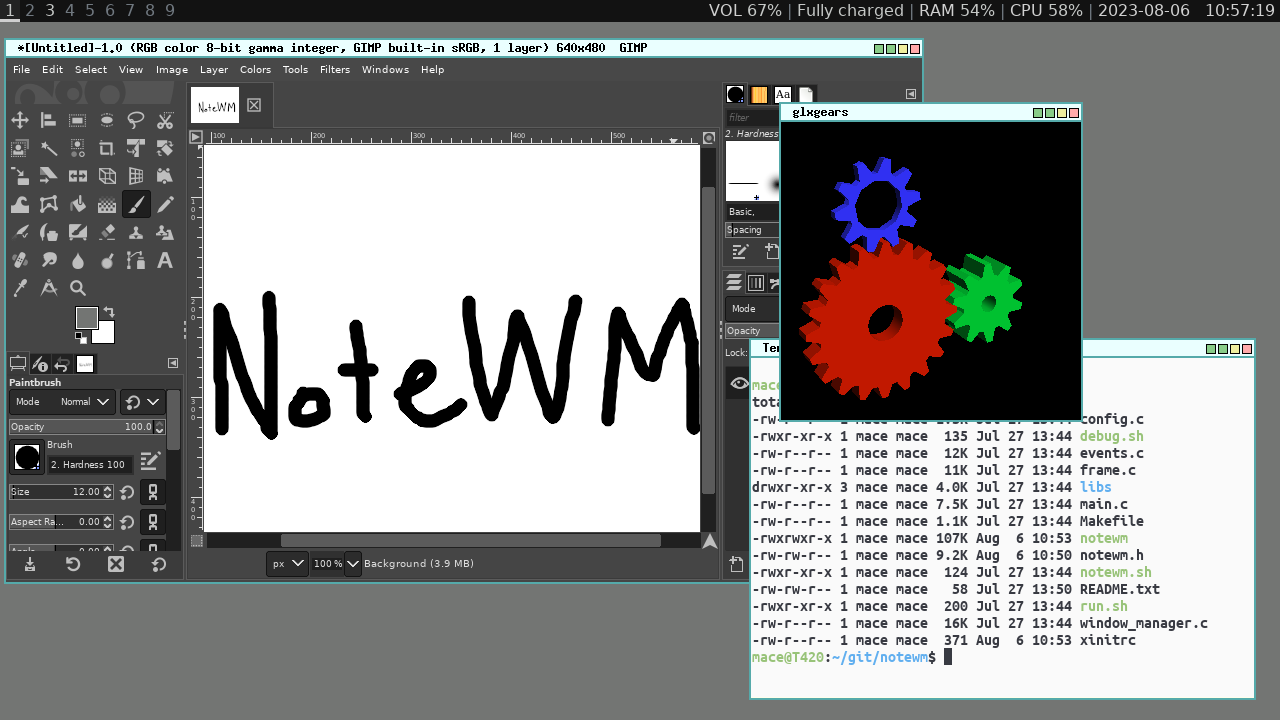 1 2 3 4 5 6 7 8 9
VOL 67% | Fully charged | RAM 54% | CPU 58% | 2023-08-06 10:57:19
*[Untitled]-1.0 (RGB color 8-bit gamma integer, GIMP built-in sRGB, 1 layer) 640x480 GIMP
File Edit Select View Image Layer Colors Tools Filters Windows Help
NoteWM
100 200 300 400 500
100
200
300
400
NoteWM
Paintbrush
Mode Normal
Opacity 100.0
Brush
2. Hardness 100
Size 12.00
Aspect Ra... 0.00
px 100 % Background (3.9 MB)
Aa
filter
2. Hardness
Basic,
Spacing
Mode
Opacity
Lock:
glxgears
mace
config.c
-rwxr-xr-x 1 mace mace 135 Jul 27 13:44 debug.sh
-rw-r--r-- 1 mace mace 12K Jul 27 13:44 events.c
-rw-r--r-- 1 mace mace 11K Jul 27 13:44 frame.c
drwxr-xr-x 3 mace mace 4.0K Jul 27 13:44 libs
-rw-r--r-- 1 mace mace 7.5K Jul 27 13:44 main.c
-rw-r--r-- 1 mace mace 1.1K Jul 27 13:44 Makefile
-rwxrwxr-x 1 mace mace 107K Aug 6 10:53 notewm
-rw-rw-r-- 1 mace mace 9.2K Aug 6 10:50 notewm.h
-rwxr-xr-x 1 mace mace 124 Jul 27 13:44 notewm.sh
-rw-rw-r-- 1 mace mace 58 Jul 27 13:50 README.txt
-rwxr-xr-x 1 mace mace 200 Jul 27 13:44 run.sh
-rw-r--r-- 1 mace mace 16K Jul 27 13:44 window_manager.c
-rw-r--r-- 1 mace mace 371 Aug 6 10:53 xinitrc
mace@T420:~/git/notewm$